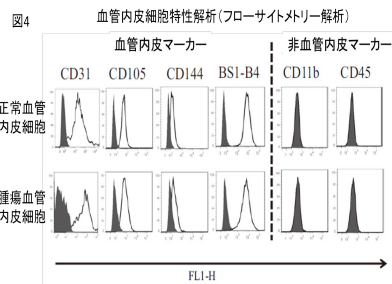 図4
血管内皮細胞特性解析(フローサイトメトリー解析)
血管内皮マーカー
非血管内皮マーカー
CD31 CD105 CD144 BS1-B4 CD11b CD45
正常血管
内皮細胞
腫瘍血管
内皮細胞
FL1-H